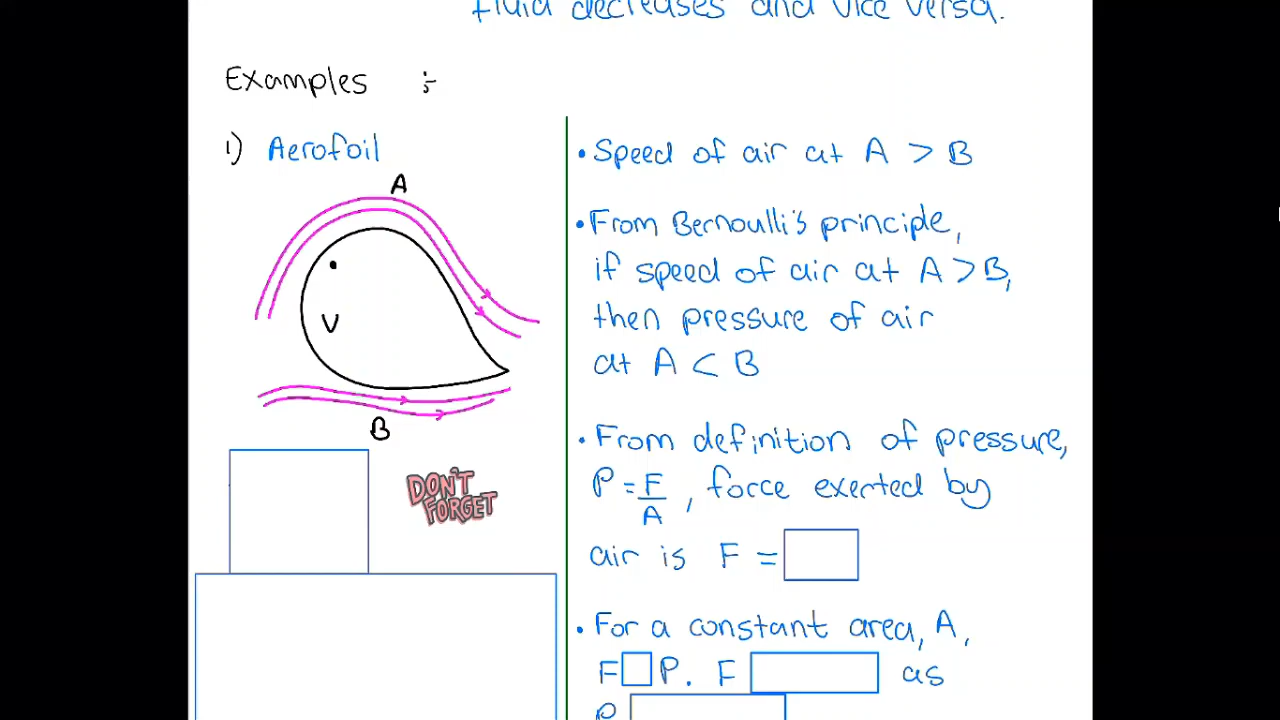 fluid decreases and vice versa.
Examples :-
1) Aerofoil
A
V
B
DON'T
FORGET
• Speed of air at A > B
• From Bernoulli's principle,
if speed of air at A > B,
then pressure of air
at A < B
• From definition of pressure,
P = F/A, force exerted by
air is F =
• For a constant area, A,
F P. F as
P